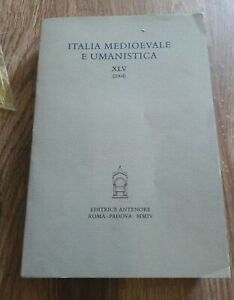 ITALIA MEDIOEVALE
E UMANISTICA
XLV
(2004)
EDITRICE ANTENORE
ROMA · PADOVA · MMIV